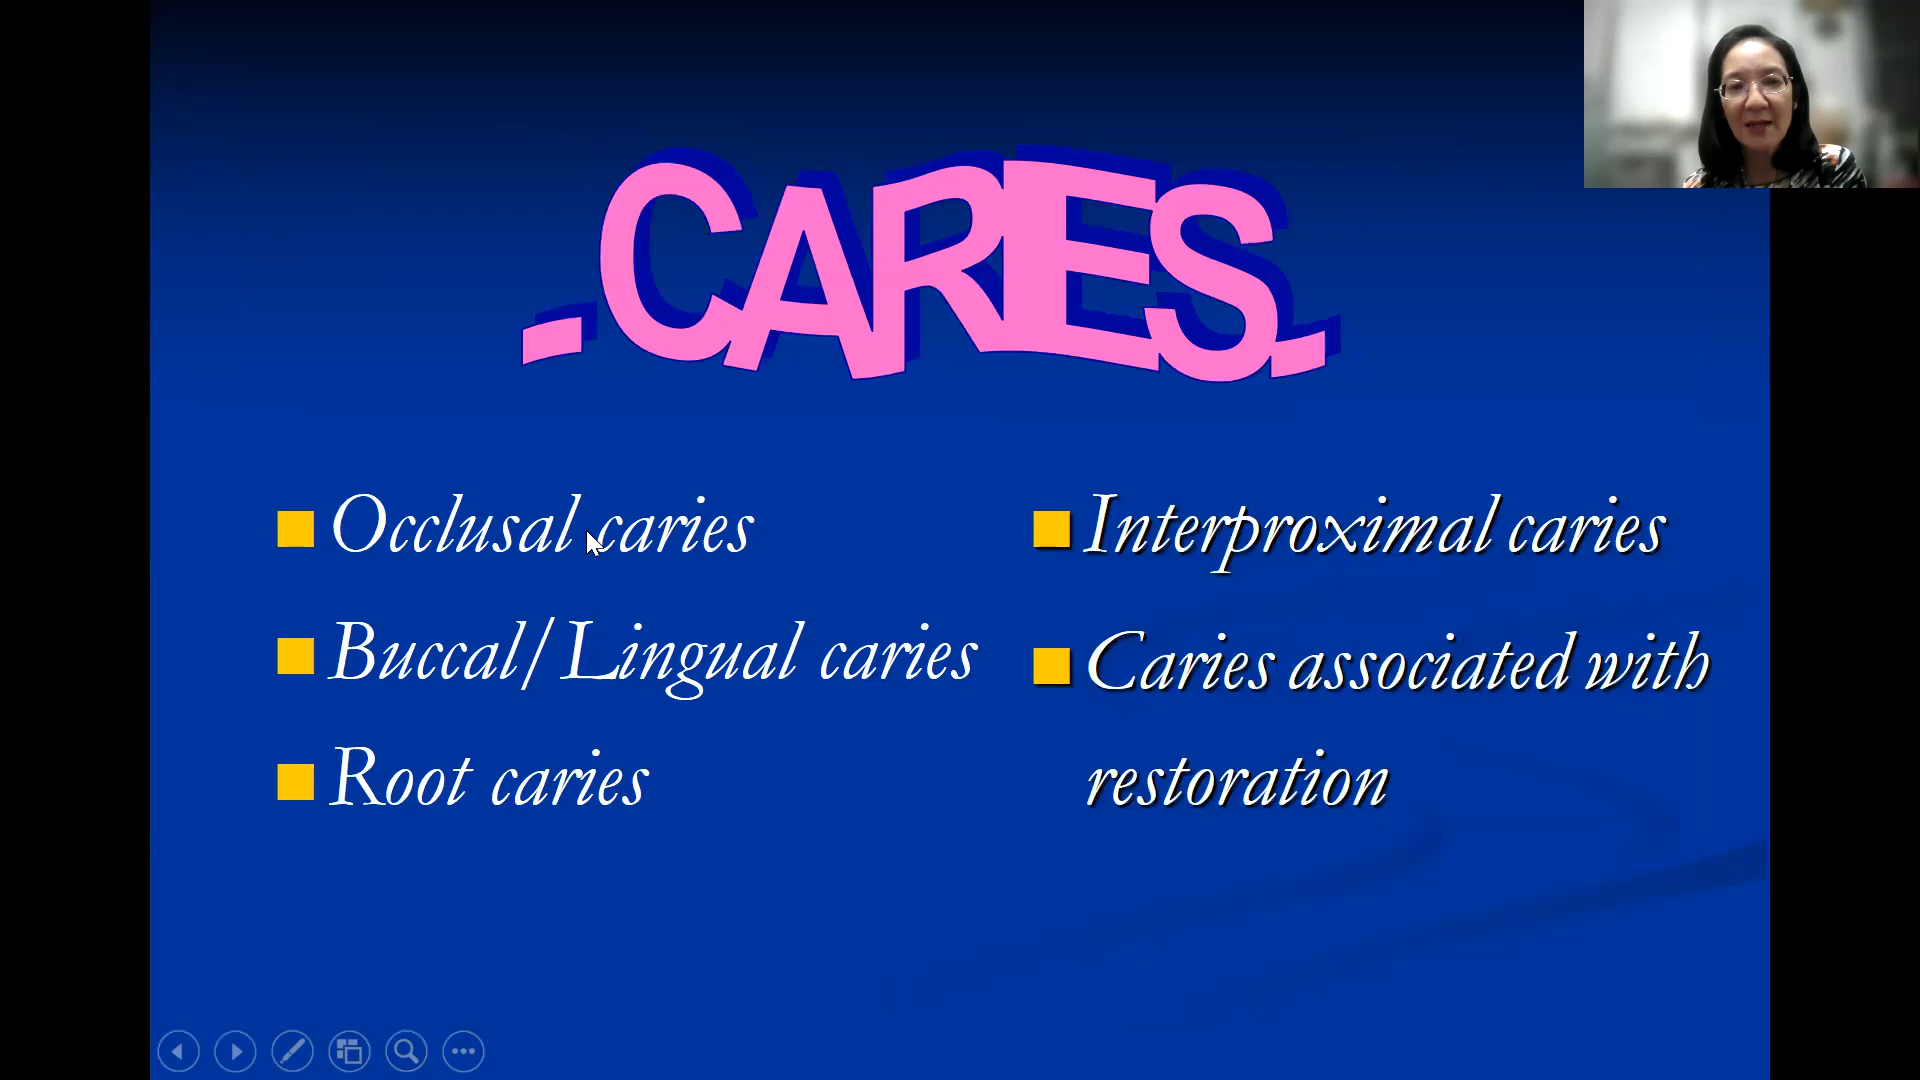 -CARIES-
Occlusal caries
Buccal/Lingual caries
Root caries
Interproximal caries
Caries associated with
restoration